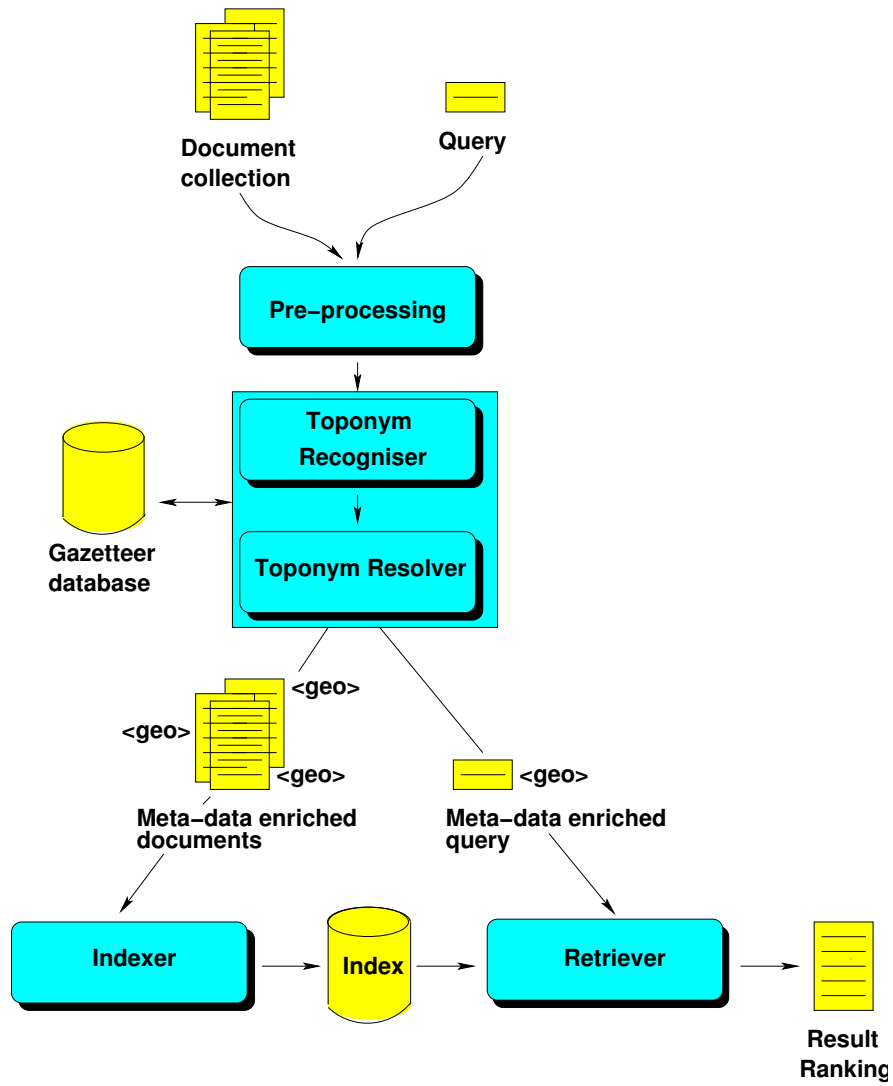 Document
collection
Query
Pre−processing
Toponym
Recogniser
Gazetteer
database
Toponym Resolver
<geo>
<geo>
<geo>
<geo>
Meta−data enriched
documents
Meta−data enriched
query
Indexer
Index
Retriever
Result
Ranking